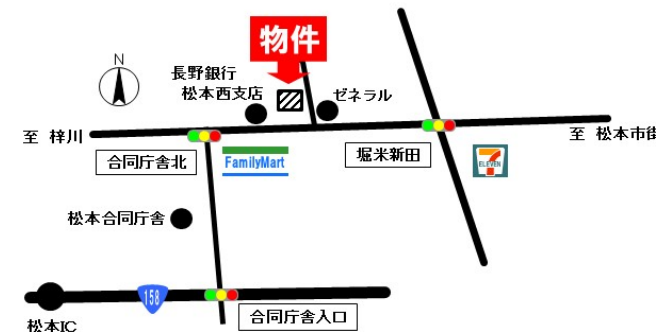 物件
N
長野銀行
松本西支店
ゼネラル
至 梓川
至 松本市街
合同庁舎北
FamilyMart
堀米新田
7
ELEVEN
松本合同庁舎
158
合同庁舎入口
松本IC